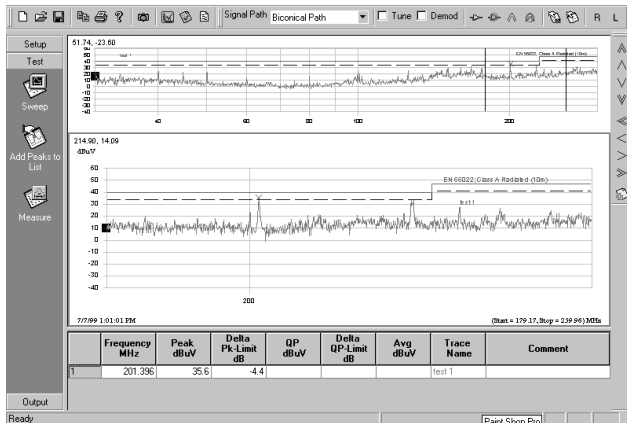 Signal Path Biconical Path Tune Demod R L
Setup
Test
Sweep
Add Peaks to List
Measure
Output
Ready
51.74, -23.60
test 1
EN 55022; Class A Radiated (10m)
40 60 80 100 200
214.90, 14.09
dBuV
60
50
40
30
20
10
0
-10
-20
-30
-40
EN 55022; Class A Radiated (10m)
test 1
200
7/7/99 1:01:01 PM
(Start = 179.17, Stop = 259.96) MHz
Frequency MHz Peak dBuV Delta Pk-Limit dB QP dBuV Delta QP-Limit dB Avg dBuV Trace Name Comment
1 201.396 35.6 -4.4 test 1
Paint Shop Pro